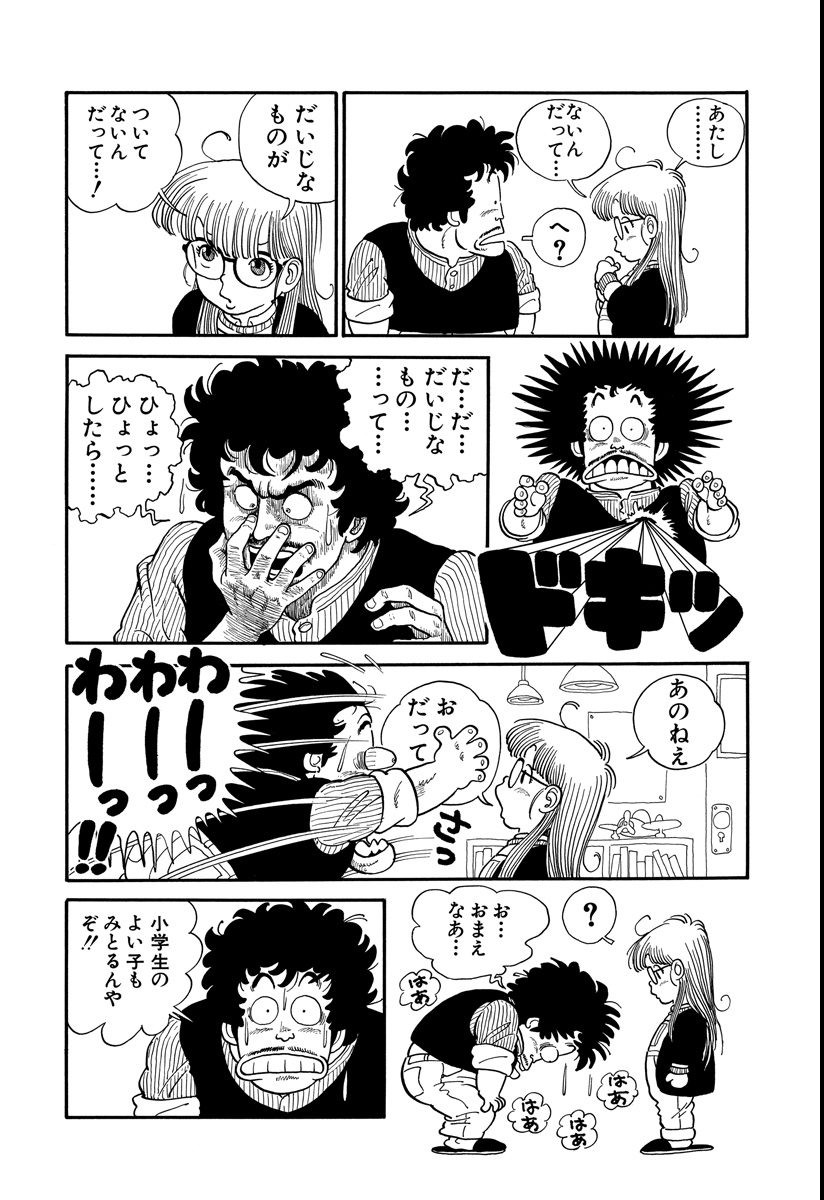 あたし
………
ないん
だって…
へ?
だいじな
ものが
ついて
ないん
だって…!
ドキッ
だ…だ…
だいじな
もの…
…って…
ひょっ…
ひょっと
したら……
あのねえ
お
だって
さっ
わーっ
わーっ
わーっ!!
?
お…
おまえ
なあ…
はあ
はあ
はあ
はあ
はあ
小学生の
よい子も
みとるんや
ぞ!!